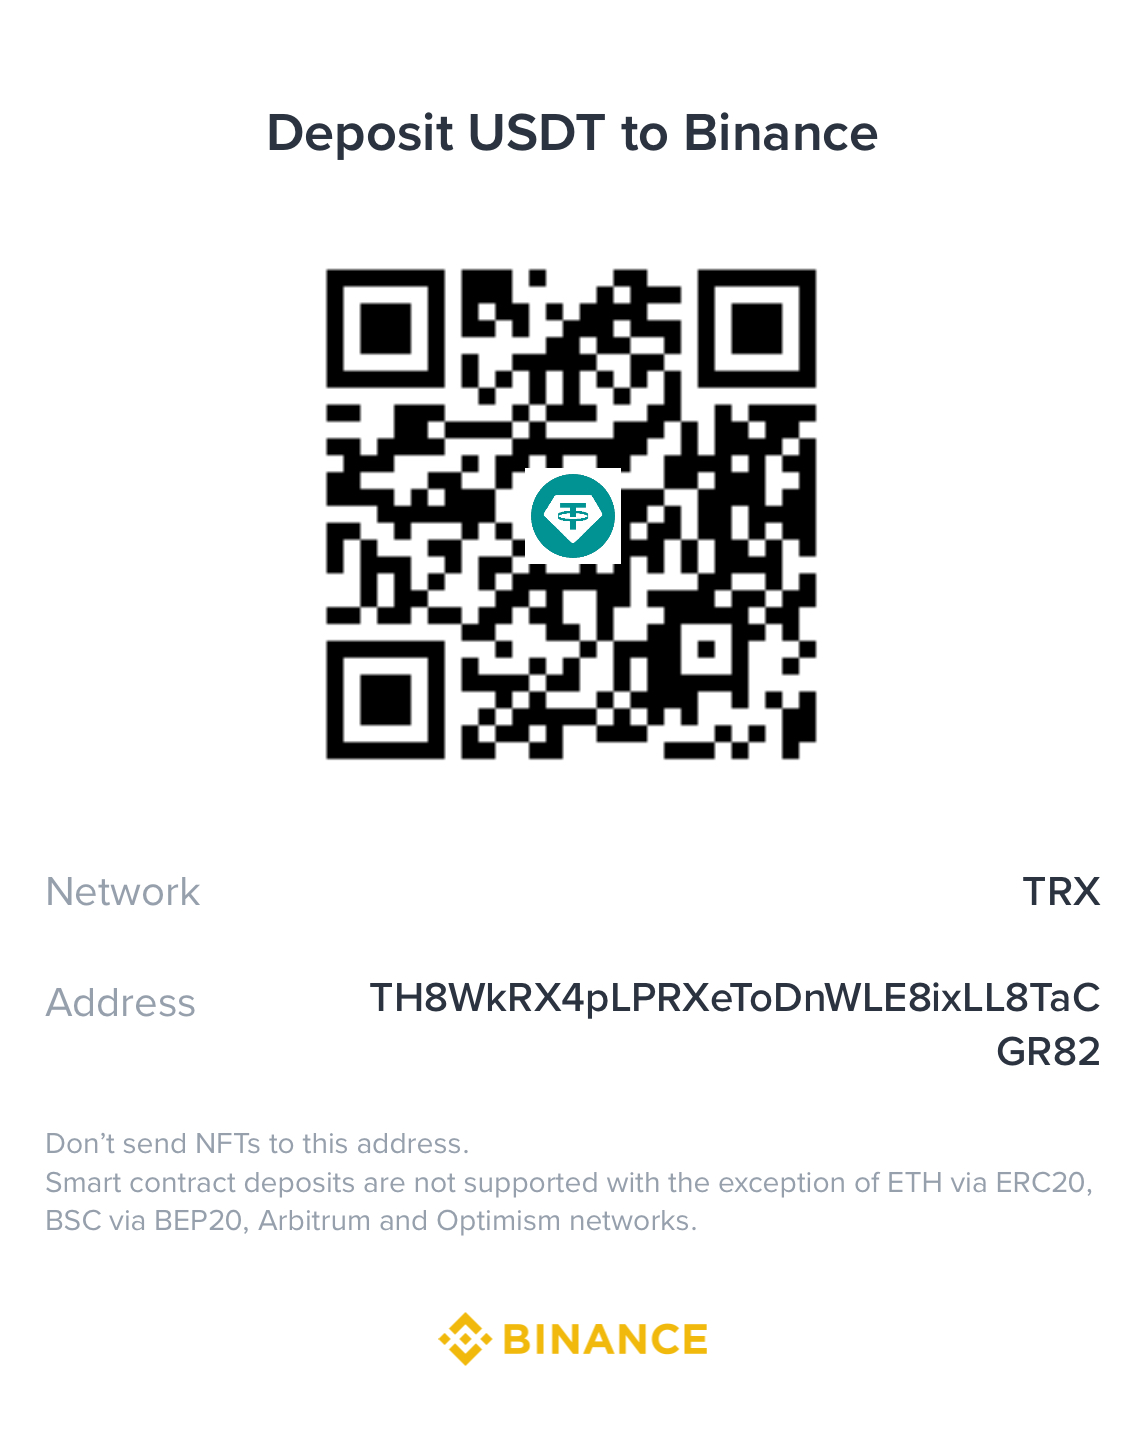 Deposit USDT to Binance
Network
TRX
Address
TH8WkRX4pLPRXeToDnWLE8ixLL8TaC
GR82
Don’t send NFTs to this address.
Smart contract deposits are not supported with the exception of ETH via ERC20,
BSC via BEP20, Arbitrum and Optimism networks.
BINANCE